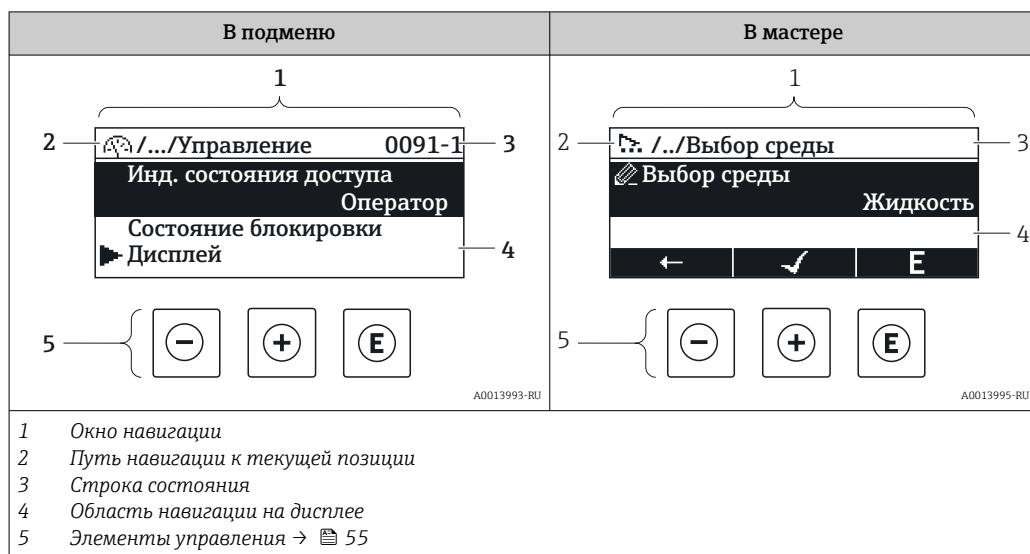 В подменю
В мастере
1
2
/.../Управление 0091-1
3
Инд. состояния доступа
Оператор
Состояние блокировки
Дисплей
4
5
− + E
A0013993-RU
1
2
/../Выбор среды
3
Выбор среды
Жидкость
4
← ✓ E
5
− + E
A0013995-RU
1 Окно навигации
2 Путь навигации к текущей позиции
3 Строка состояния
4 Область навигации на дисплее
5 Элементы управления → 55